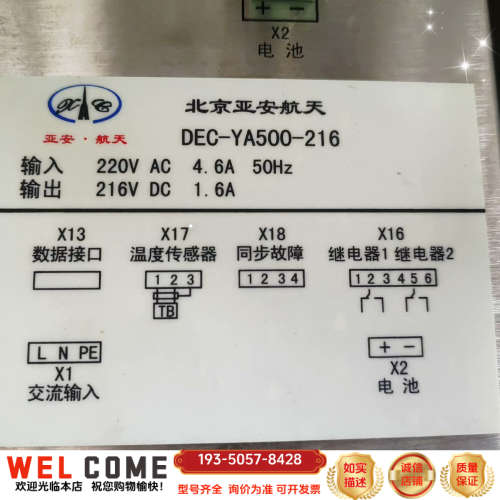 X2
电池
北京亚安航天
亚安·航天
DEC-YA500-216
输入 220V AC 4.6A 50Hz
输出 216V DC 1.6A
X13 X17 X18 X16
数据接口 温度传感器 同步故障 继电器1 继电器2
1 2 3 1 2 3 4 1 2 3 4 5 6
TB
L N PE
X1
交流输入
+ -
X2
电池
WELCOME
欢迎光临本店 祝您购物愉快!
19350578428
型号齐全 询价为准 可开发票
如实描述
诚信店铺
质量保证